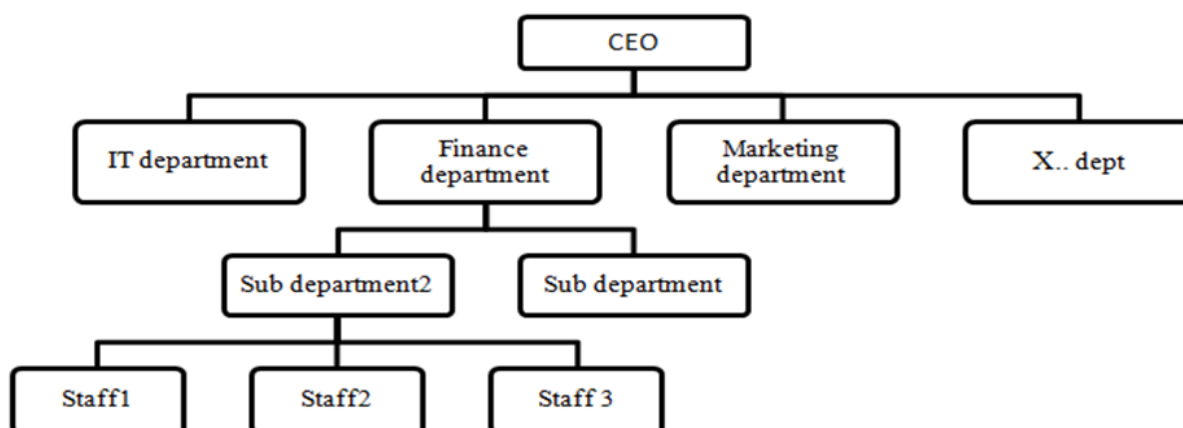 CEO
IT department
Finance
department
Marketing
department
X.. dept
Sub department2
Sub department
Staff1
Staff2
Staff 3